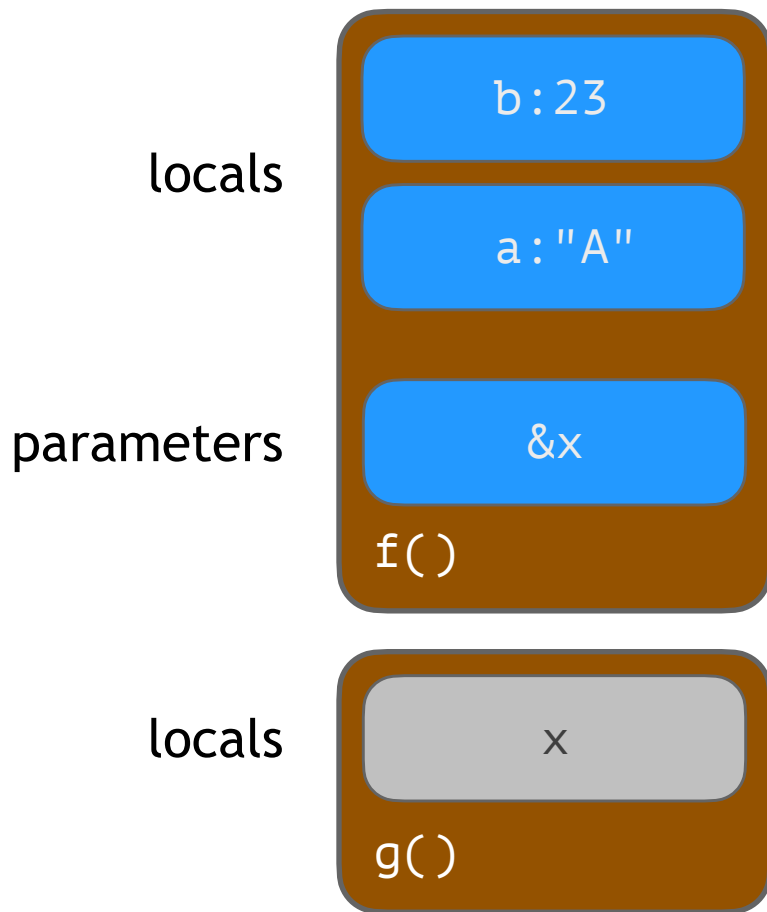 b:23
locals
a:"A"
parameters
&x
f()
locals
x
g()